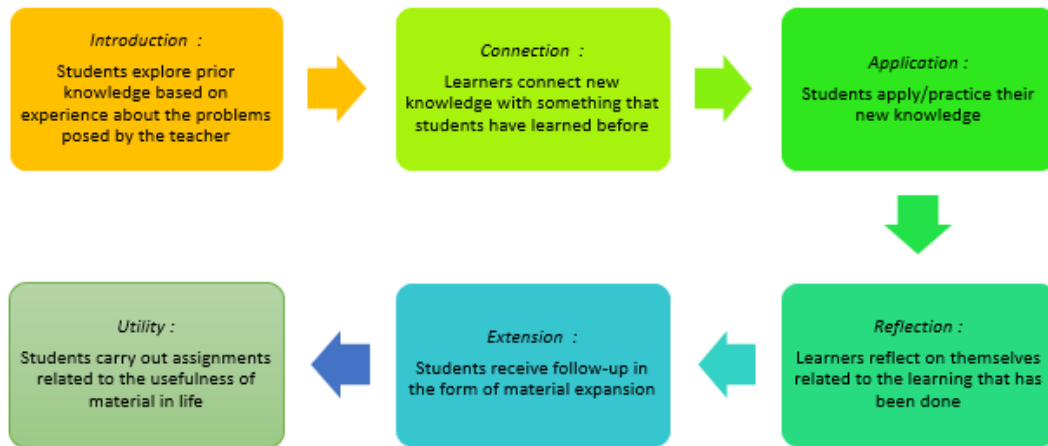 Introduction :
Students explore prior
knowledge based on
experience about the problems
posed by the teacher
Connection :
Learners connect new
knowledge with something that
students have learned before
Application :
Students apply/practice their
new knowledge
Reflection :
Learners reflect on themselves
related to the learning that has
been done
Extension :
Students receive follow-up in
the form of material expansion
Utility :
Students carry out assignments
related to the usefulness of
material in life